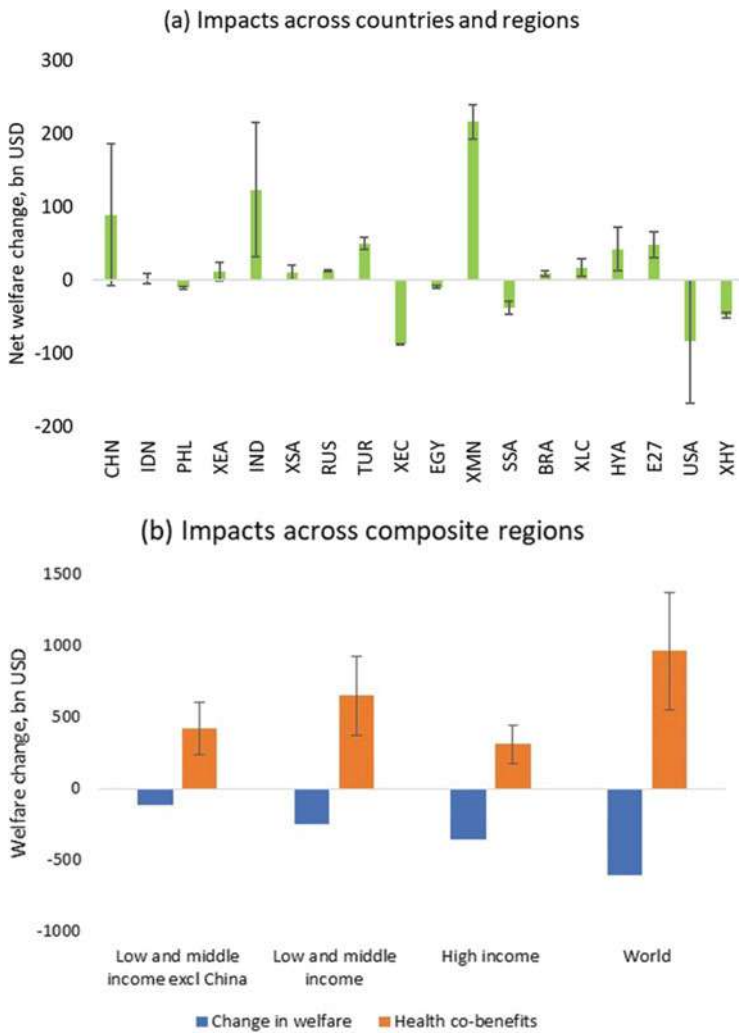 (a) Impacts across countries and regions
Net welfare change, bn USD
300
200
100
0
-100
-200
CHN
IDN
PHL
XEA
IND
XSA
RUS
TUR
XEC
EGY
XMN
SSA
BRA
XLC
HYA
E27
USA
XHY
(b) Impacts across composite regions
Welfare change, bn USD
1500
1000
500
0
-500
-1000
Low and middle
income excl China
Low and middle
income
High income
World
Change in welfare
Health co-benefits